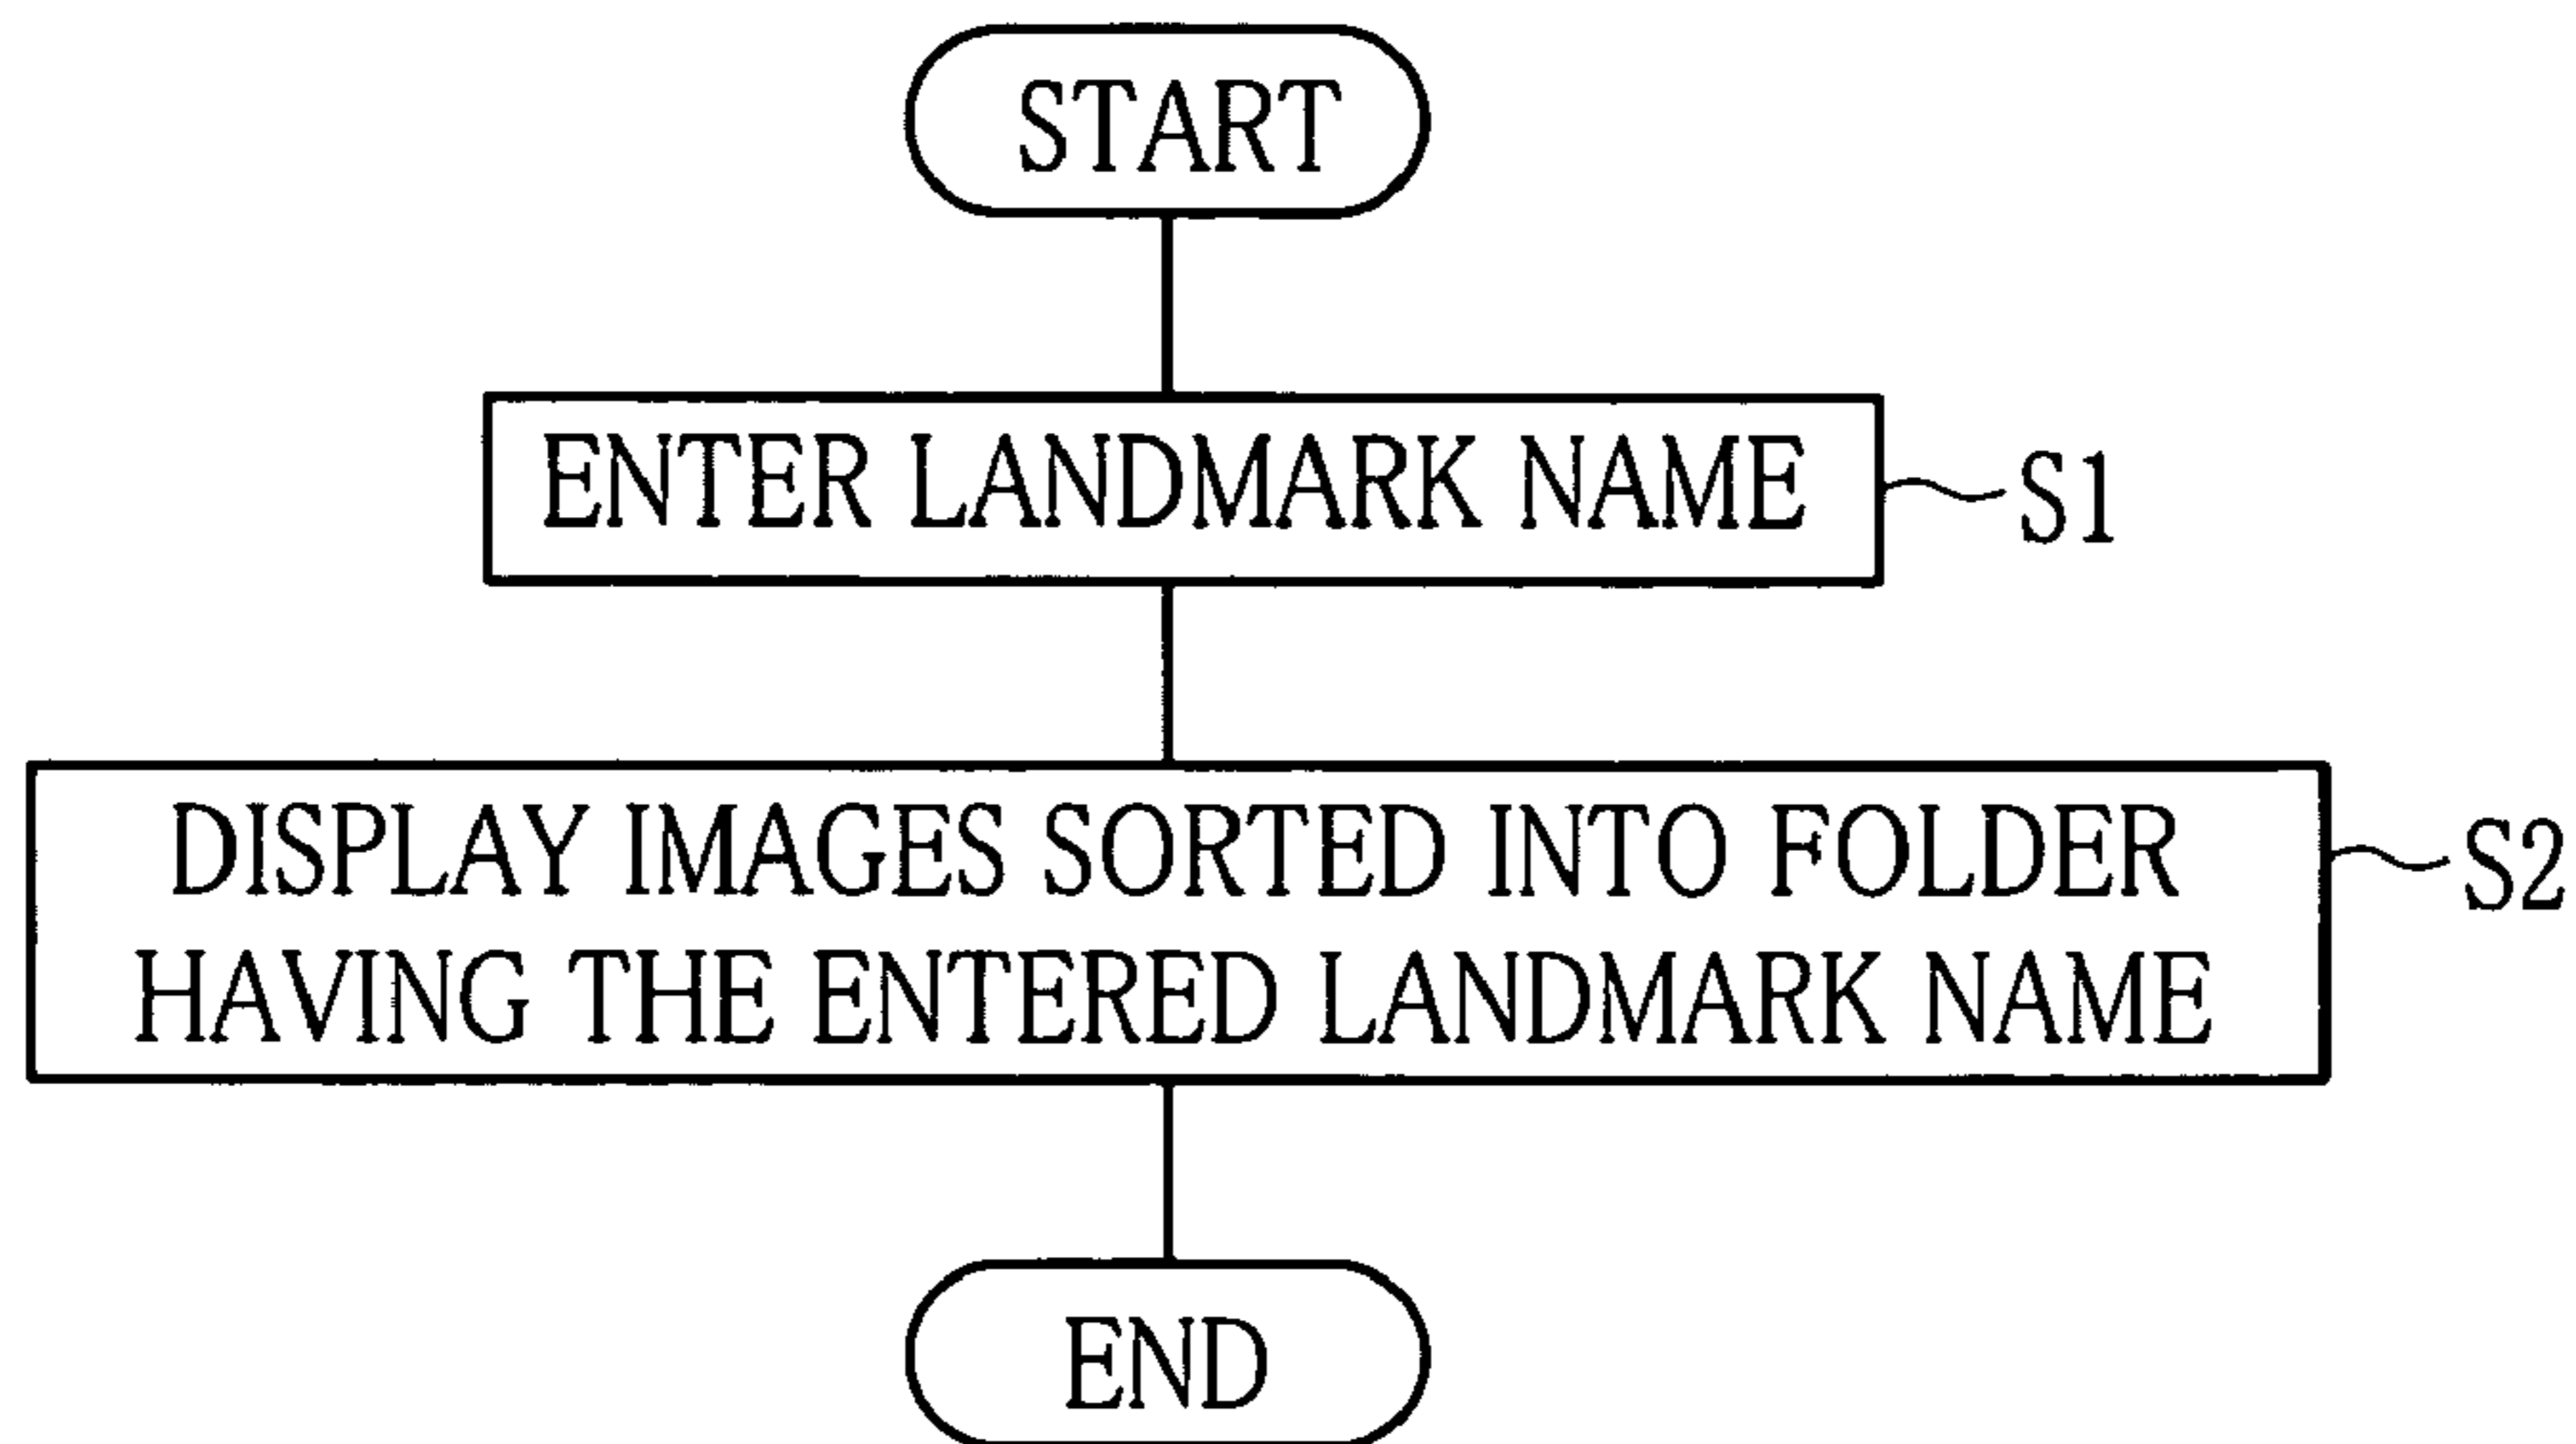 START
ENTER LANDMARK NAME
S1
DISPLAY IMAGES SORTED INTO FOLDER
HAVING THE ENTERED LANDMARK NAME
S2
END